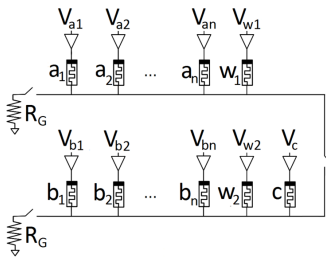 Va1 Va2 Van Vw1
a1 a2 ... an w1
RG
Vb1 Vb2 Vbn Vw2 Vc
b1 b2 ... bn w2 c
RG